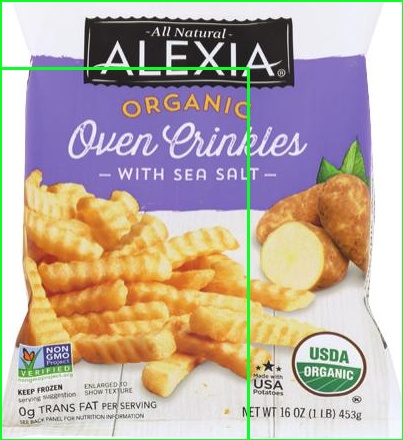 -All Natural-
ALEXIA®
ORGANIC
Oven Crinkles
— WITH SEA SALT —
NON
GMO
Project
VERIFIED
nongmoproject.org
KEEP FROZEN
serving suggestion
ENLARGED TO
SHOW TEXTURE
0g TRANS FAT PER SERVING
SEE BACK PANEL FOR NUTRITION INFORMATION
Made with
USA
Potatoes
USDA
ORGANIC
NET WT 16 OZ (1 LB) 453g